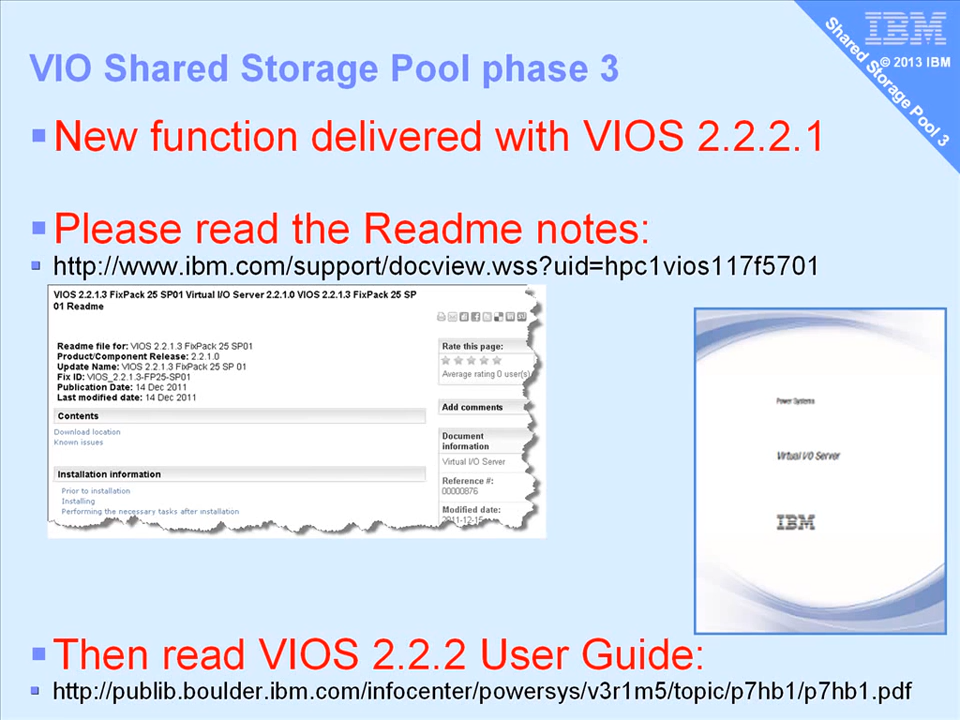 VIO Shared Storage Pool phase 3
IBM
© 2013 IBM
Shared Storage Pool 3
New function delivered with VIOS 2.2.2.1
Please read the Readme notes:
http://www.ibm.com/support/docview.wss?uid=hpc1vios117f5701
VIOS 2.2.1.3 FixPack 25 SP01 Virtual I/O Server 2.2.1.0 VIOS 2.2.1.3 FixPack 25 SP
01 Readme
Readme file for: VIOS 2.2.1.3 FixPack 25 SP01
Product/Component Release: 2.2.1.0
Update Name: VIOS 2.2.1.3 FixPack 25 SP 01
Fix ID: VIOS_2.2.1.3-FP25-SP01
Publication Date: 14 Dec 2011
Last modified date: 14 Dec 2011
Contents
Download location
Known issues
Installation information
Prior to installation
Installing
Performing the necessary tasks after installation
Rate this page:
Average rating 0 user(s)
Add comments
Document
information
Virtual I/O Server
Reference #:
00000876
Modified date:
2011-12-15
Power Systems
Virtual I/O Server
IBM
Then read VIOS 2.2.2 User Guide:
http://publib.boulder.ibm.com/infocenter/powersys/v3r1m5/topic/p7hb1/p7hb1.pdf